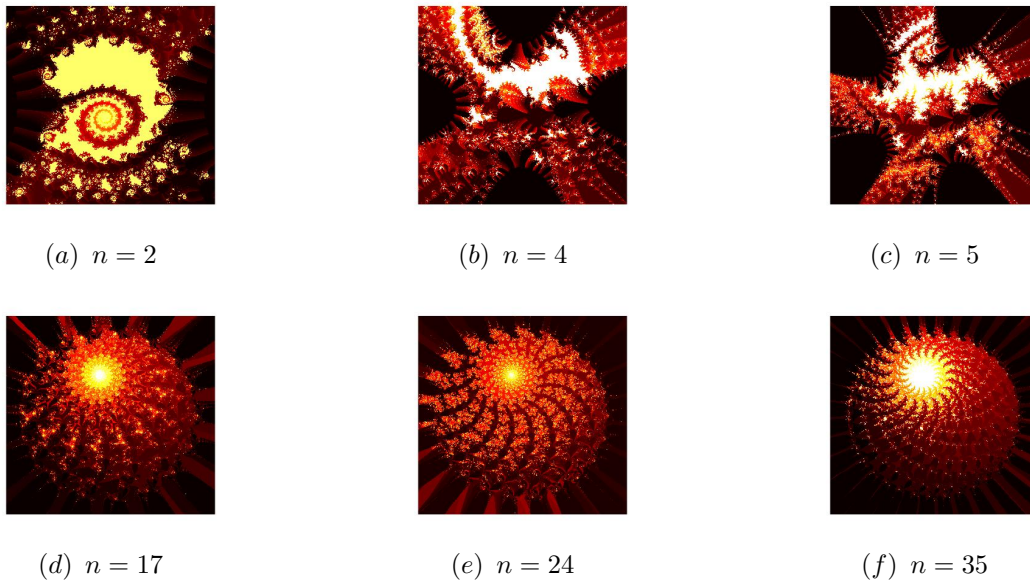 (a) n = 2
(b) n = 4
(c) n = 5
(d) n = 17
(e) n = 24
(f) n = 35